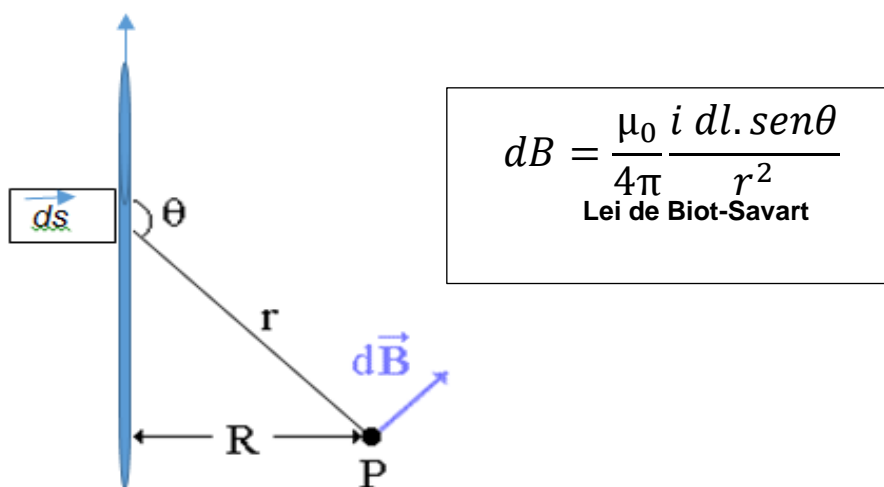 ds
θ
r
dB
R
P
dB = μ₀/4π i dl. senθ/r²
Lei de Biot-Savart